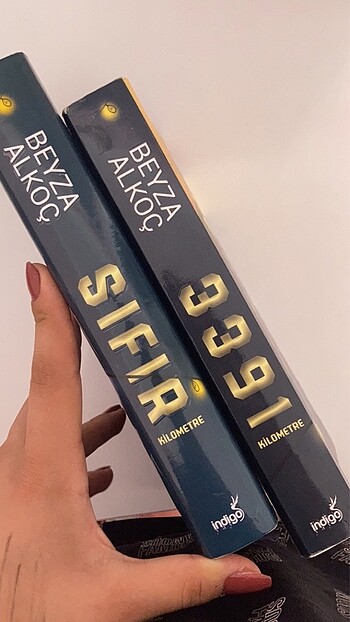 BEYZA
ALKOÇ
SIFIR
KİLOMETRE
indigo
BEYZA
ALKOÇ
3391
KİLOMETRE
indigo